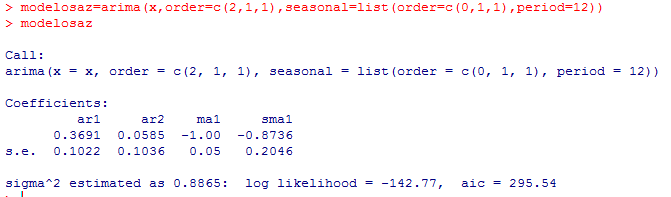 > modelosaz=arima(x,order=c(2,1,1),seasonal=list(order=c(0,1,1),period=12))
> modelosaz
Call:
arima(x = x, order = c(2, 1, 1), seasonal = list(order = c(0, 1, 1), period = 12))
Coefficients:
ar1 ar2 ma1 sma1
0.3691 0.0585 -1.00 -0.8736
s.e. 0.1022 0.1036 0.05 0.2046
sigma^2 estimated as 0.8865: log likelihood = -142.77, aic = 295.54